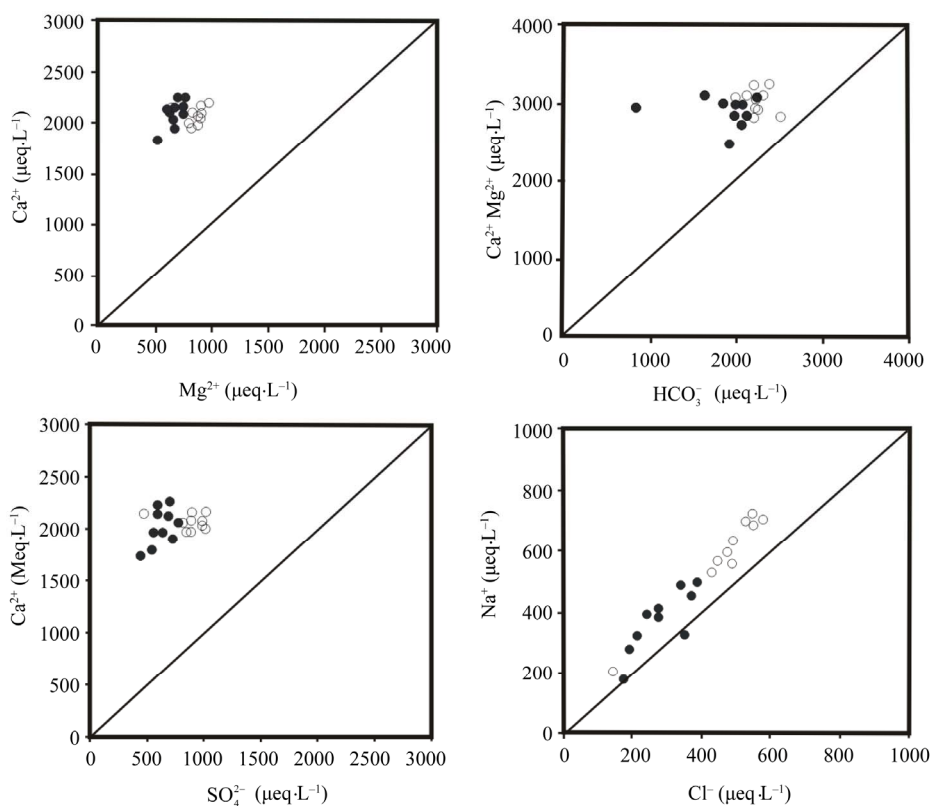 3000
2500
2000
1500
1000
500
0
Ca²⁺ (μeq·L⁻¹)
0 500 1000 1500 2000 2500 3000
Mg²⁺ (μeq·L⁻¹)
4000
3000
2000
1000
0
Ca²⁺ Mg²⁺ (μeq·L⁻¹)
0 1000 2000 3000 4000
HCO₃⁻ (μeq·L⁻¹)
3000
2500
2000
1500
1000
500
0
Ca²⁺ (Meq·L⁻¹)
0 500 1000 1500 2000 2500 3000
SO₄²⁻ (μeq·L⁻¹)
1000
800
600
400
200
0
Na⁺ (μeq·L⁻¹)
0 200 400 600 800 1000
Cl⁻ (μeq·L⁻¹)